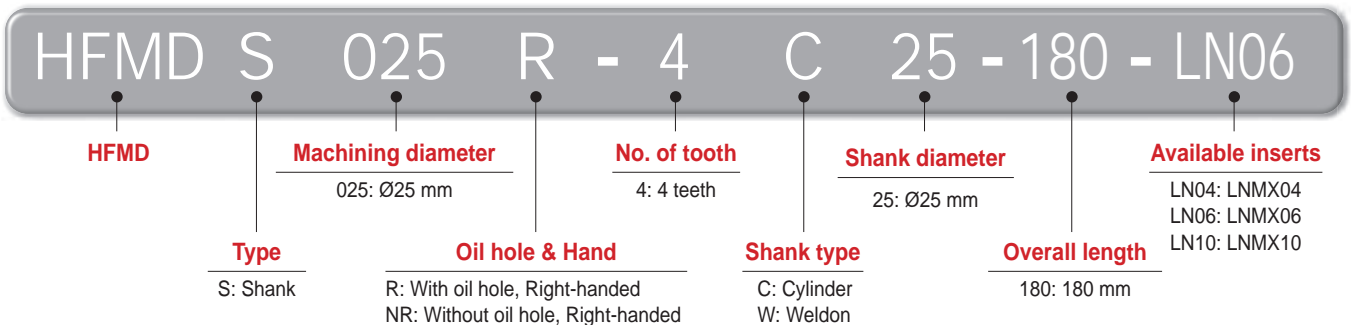 HFMD S 025 R - 4 C 25 - 180 - LN06
HFMD
Machining diameter
025: Ø25 mm
No. of tooth
4: 4 teeth
Shank diameter
25: Ø25 mm
Available inserts
LN04: LNMX04
LN06: LNMX06
LN10: LNMX10
Type
S: Shank
Oil hole & Hand
R: With oil hole, Right-handed
NR: Without oil hole, Right-handed
Shank type
C: Cylinder
W: Weldon
Overall length
180: 180 mm